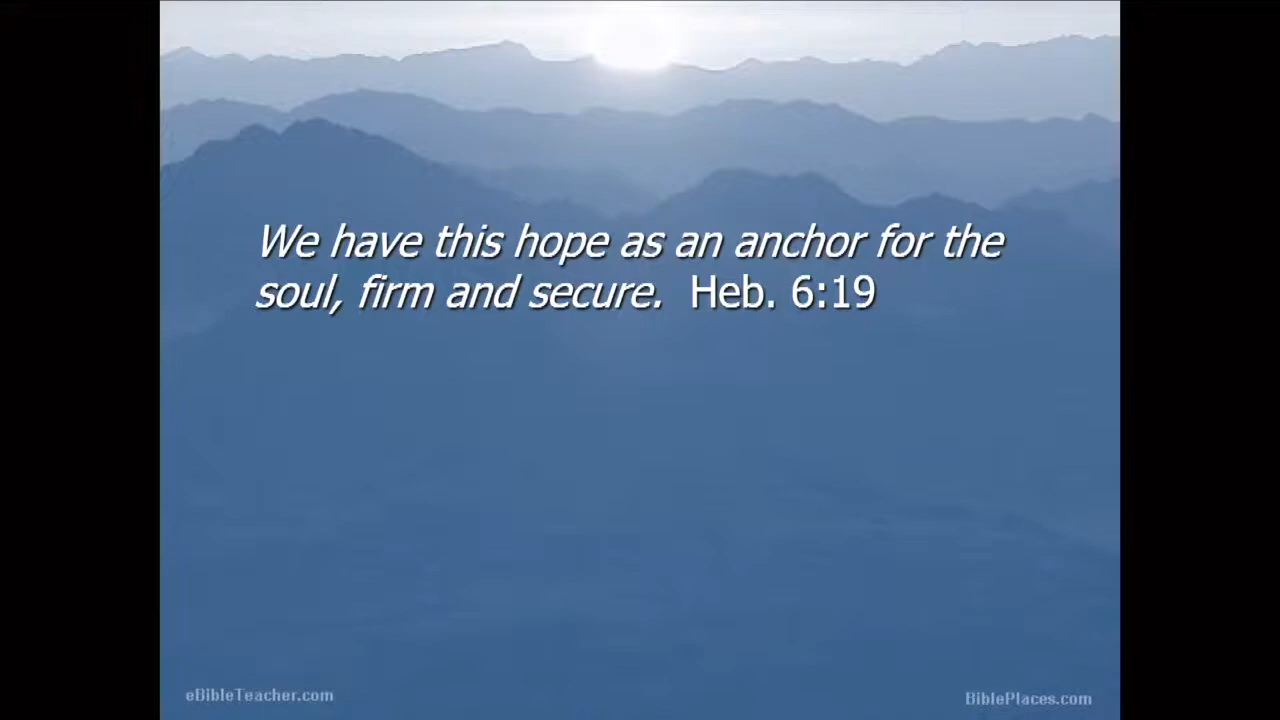 We have this hope as an anchor for the
soul, firm and secure. Heb. 6:19
eBibleTeacher.com
BiblePlaces.com